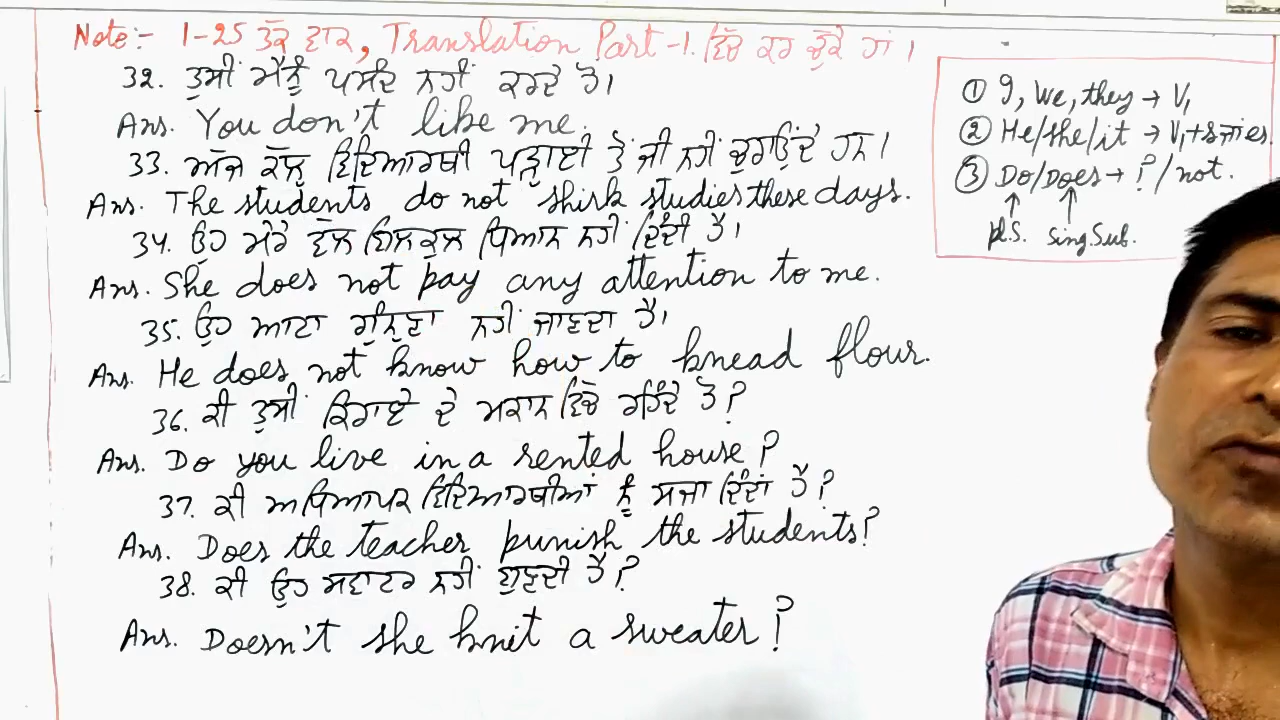 Note:- 1-25 ਤੱਕ ਵਾਕ, Translation Part-1. ਵਿੱਚ ਕਰ ਚੁੱਕੇ ਹਾਂ।
32. ਤੁਸੀਂ ਮੈਨੂੰ ਪਸੰਦ ਨਹੀਂ ਕਰਦੇ ਹੋ।
Ans. You don't like me.
33. ਅੱਜ ਕੱਲ੍ਹ ਵਿਦਿਆਰਥੀ ਪੜ੍ਹਾਈ ਤੋਂ ਜੀ ਨਹੀਂ ਚੁਰਾਉਂਦੇ ਹਨ।
Ans. The students do not shirk studies these days.
34. ਉਹ ਮੇਰੇ ਵੱਲ ਬਿਲਕੁਲ ਧਿਆਨ ਨਹੀਂ ਦਿੰਦੀ ਹੈ।
Ans. She does not pay any attention to me.
35. ਉਹ ਆਟਾ ਗੁੰਨ੍ਹਣਾ ਨਹੀਂ ਜਾਣਦਾ ਹੈ।
Ans. He does not know how to knead flour.
36. ਕੀ ਤੁਸੀਂ ਕਿਰਾਏ ਦੇ ਮਕਾਨ ਵਿੱਚ ਰਹਿੰਦੇ ਹੋ?
Ans. Do you live in a rented house?
37. ਕੀ ਅਧਿਆਪਕ ਵਿਦਿਆਰਥੀਆਂ ਨੂੰ ਸਜਾ ਦਿੰਦਾਂ ਹੈ?
Ans. Does the teacher punish the students?
38. ਕੀ ਉਹ ਸਵਾਟਰ ਨਹੀਂ ਬੁਣਦੀ ਹੈ?
Ans. Doesn't she knit a sweater?
① I, We, they → V₁
② He/she/it → V₁+s/es/ies.
③ Do/Does → ?/not.
pl.S. Sing.Sub.